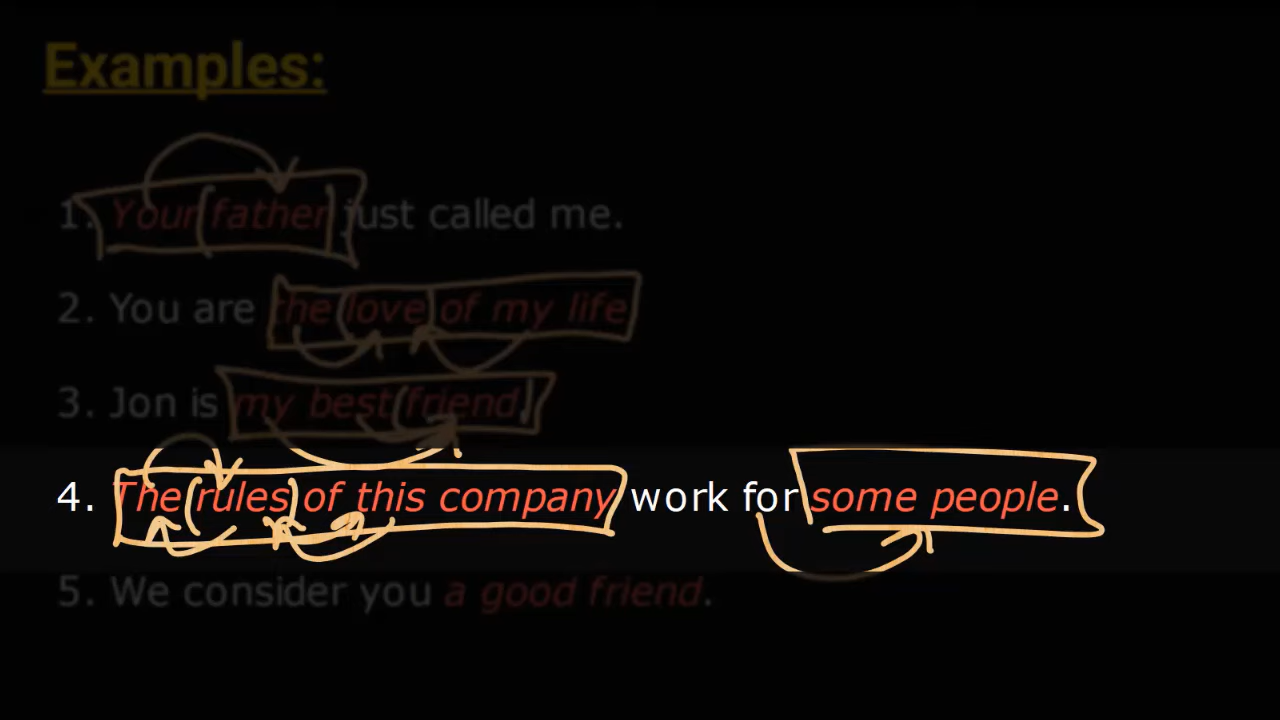 Examples:
1. Your father just called me.
2. You are the love of my life
3. Jon is my best friend.
4. The rules of this company work for some people.
5. We consider you a good friend.